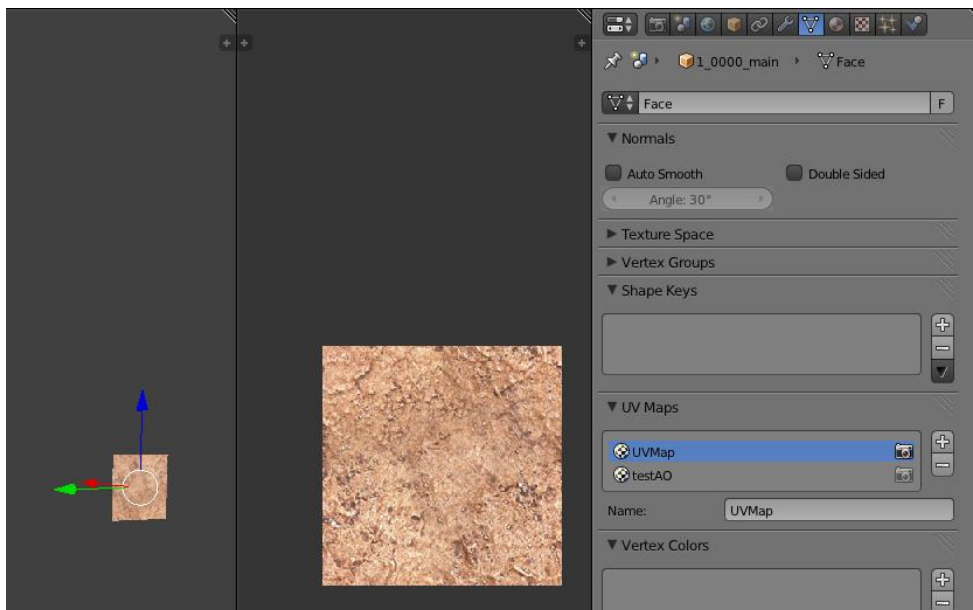 1_0000_main Face
Face F
Normals
Auto Smooth Double Sided
Angle: 30°
Texture Space
Vertex Groups
Shape Keys
UV Maps
UVMap
testAO
Name: UVMap
Vertex Colors